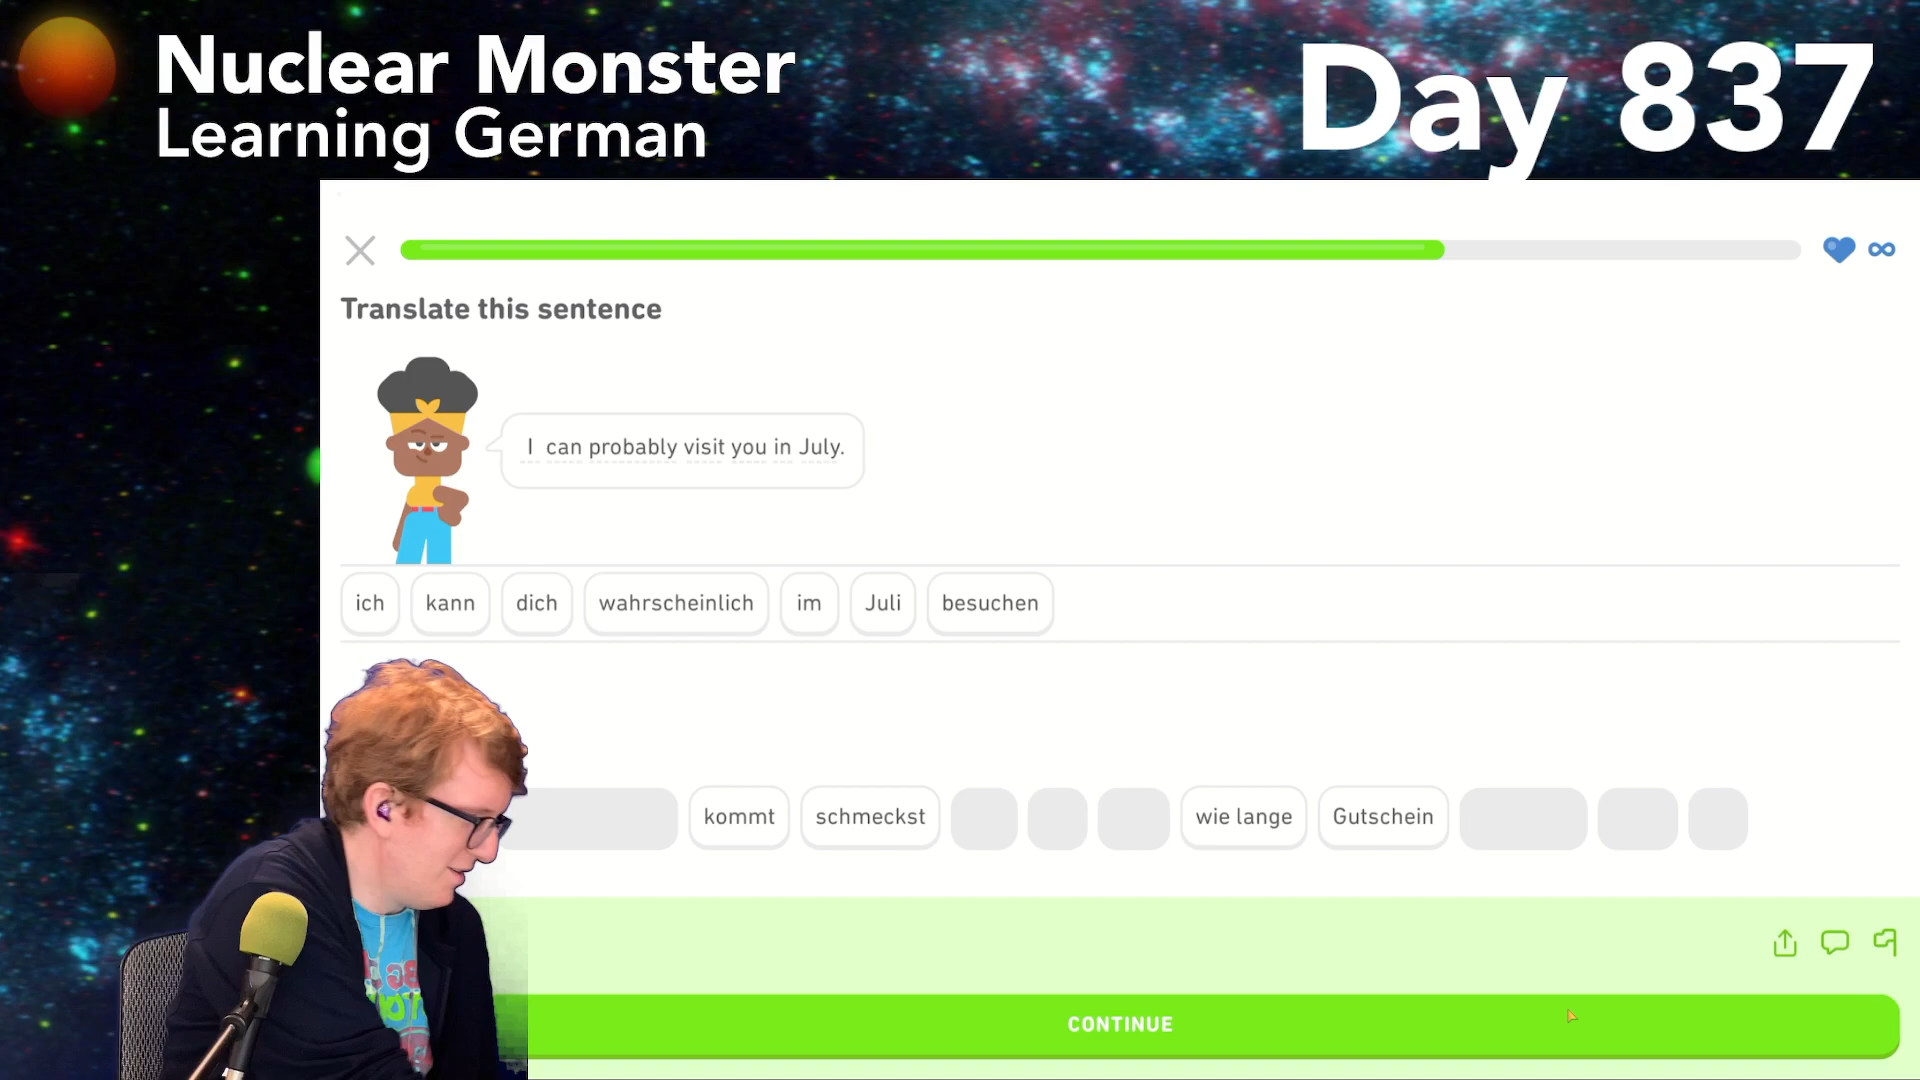 Nuclear Monster
Learning German
Day 837
Translate this sentence
I can probably visit you in July.
ich kann dich wahrscheinlich im Juli besuchen
kommt schmeckst wie lange Gutschein
CONTINUE